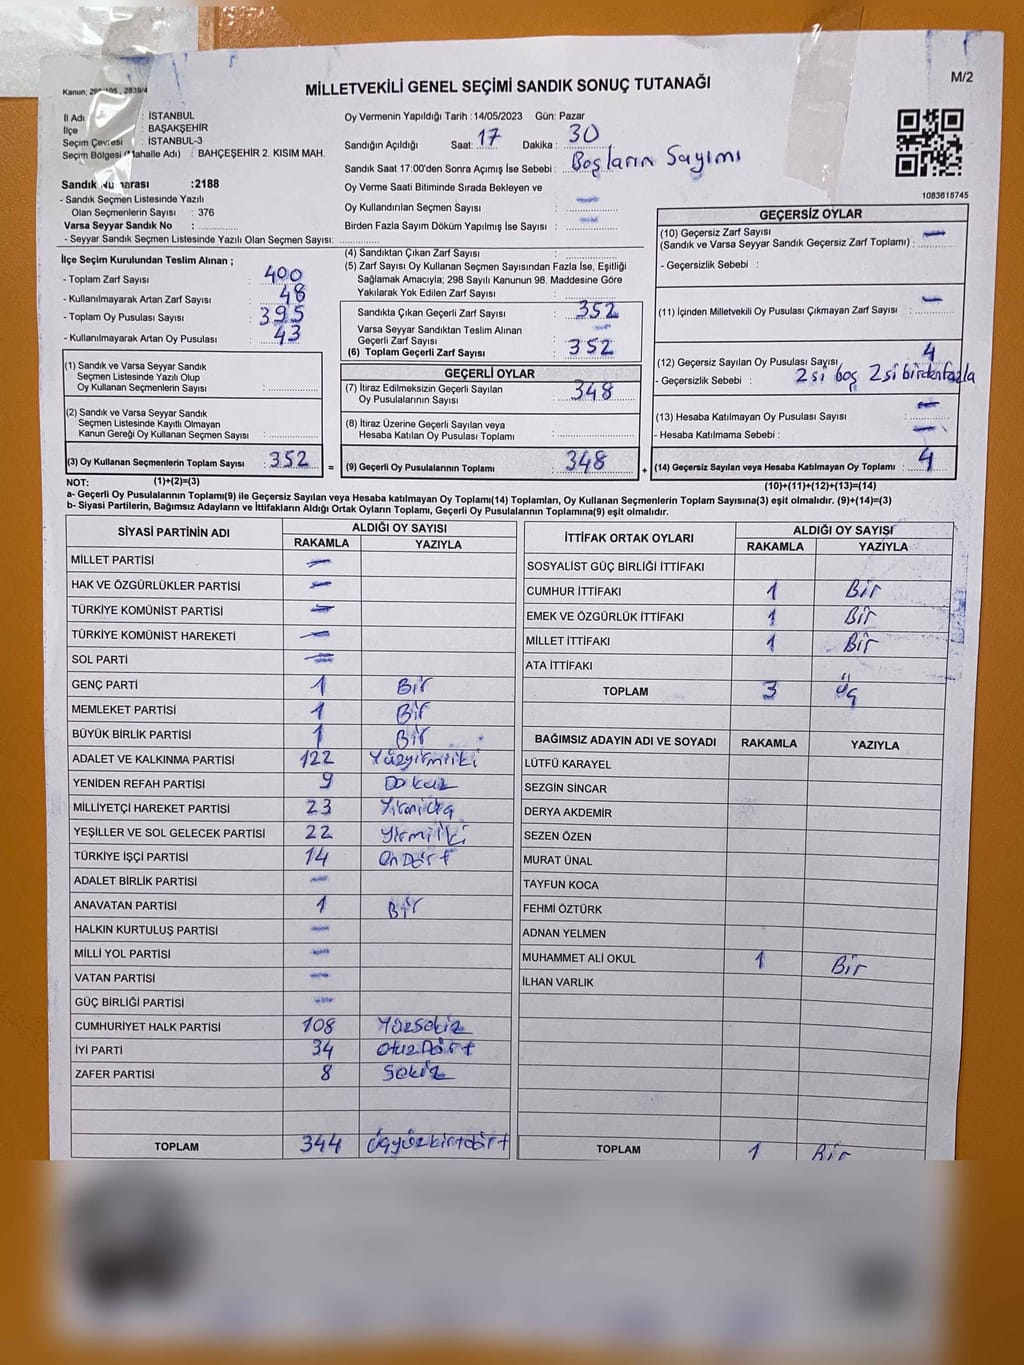 M/2
MİLLETVEKİLİ GENEL SEÇİMİ SANDIK SONUÇ TUTANAĞI
Kanun; 2839/4
İl Adı : İSTANBUL
İlçe : BAŞAKŞEHİR
Seçim Çevresi : İSTANBUL-3
Seçim Bölgesi (Mahalle Adı) : BAHÇEŞEHİR 2. KISIM MAH.
Sandık Numarası :2188
- Sandık Seçmen Listesinde Yazılı
Olan Seçmenlerin Sayısı : 376
Varsa Seyyar Sandık No :
- Seyyar Sandık Seçmen Listesinde Yazılı Olan Seçmen Sayısı:
Oy Vermenin Yapıldığı Tarih :14/05/2023 Gün: Pazar
Sandığın Açıldığı Saat: 17 Dakika: 30
Sandık Saat 17:00'den Sonra Açımış İse Sebebi : Boşların Sayımı
Oy Verme Saati Bitiminde Sırada Bekleyen ve
Oy Kullandırılan Seçmen Sayısı : —
Birden Fazla Sayım Döküm Yapılmış İse Sayısı : —
1083618745
İlçe Seçim Kurulundan Teslim Alınan ;
- Toplam Zarf Sayısı : 400
- Kullanılmayarak Artan Zarf Sayısı : 48
- Toplam Oy Pusulası Sayısı : 395
- Kullanılmayarak Artan Oy Pusulası : 43
(1) Sandık ve Varsa Seyyar Sandık
Seçmen Listesinde Yazılı Olup
Oy Kullanan Seçmenlerin Sayısı :
(2) Sandık ve Varsa Seyyar Sandık
Seçmen Listesinde Kayıtlı Olmayan
Kanun Gereği Oy Kullanan Seçmen Sayısı :
(3) Oy Kullanan Seçmenlerin Toplam Sayısı : 352
(1)+(2)=(3)
(4) Sandıktan Çıkan Zarf Sayısı :
(5) Zarf Sayısı Oy Kullanan Seçmen Sayısından Fazla İse, Eşitliği
Sağlamak Amacıyla; 298 Sayılı Kanunun 98. Maddesine Göre
Yakılarak Yok Edilen Zarf Sayısı :
Sandıkta Çıkan Geçerli Zarf Sayısı : 352
Varsa Seyyar Sandıktan Teslim Alınan
Geçerli Zarf Sayısı : —
(6) Toplam Geçerli Zarf Sayısı : 352
GEÇERLİ OYLAR
(7) İtiraz Edilmeksizin Geçerli Sayılan
Oy Pusulalarının Sayısı : 348
(8) İtiraz Üzerine Geçerli Sayılan veya
Hesaba Katılan Oy Pusulası Toplamı :
= (9) Geçerli Oy Pusulalarının Toplamı : 348
GEÇERSİZ OYLAR
(10) Geçersiz Zarf Sayısı —
(Sandık ve Varsa Seyyar Sandık Geçersiz Zarf Toplamı) :
- Geçersizlik Sebebi :
(11) İçinden Milletvekili Oy Pusulası Çıkmayan Zarf Sayısı : —
(12) Geçersiz Sayılan Oy Pusulası Sayısı : 4
- Geçersizlik Sebebi : 2si boş 2si birden fazla
(13) Hesaba Katılmayan Oy Pusulası Sayısı : —
- Hesaba Katılmama Sebebi : —
+ (14) Geçersiz Sayılan veya Hesaba Katılmayan Oy Toplamı : 4
(10)+(11)+(12)+(13)=(14)
NOT:
a- Geçerli Oy Pusulalarının Toplamı(9) ile Geçersiz Sayılan veya Hesaba katılmayan Oy Toplam(14) Toplamları, Oy Kullanan Seçmenlerin Toplam Sayısına(3) eşit olmalıdır. (9)+(14)=(3)
b- Siyasi Partilerin, Bağımsız Adayların ve İttifakların Aldığı Ortak Oyların Toplamı, Geçerli Oy Pusulalarının Toplamına(9) eşit olmalıdır.
SİYASİ PARTİNİN ADI ALDIĞI OY SAYISI
RAKAMLA YAZIYLA
MİLLET PARTİSİ —
HAK VE ÖZGÜRLÜKLER PARTİSİ —
TÜRKİYE KOMÜNİST PARTİSİ —
TÜRKİYE KOMÜNİST HAREKETİ —
SOL PARTİ —
GENÇ PARTİ 1 Bir
MEMLEKET PARTİSİ 1 Bir
BÜYÜK BİRLİK PARTİSİ 1 Bir
ADALET VE KALKINMA PARTİSİ 122 Yüzyirmiiki
YENİDEN REFAH PARTİSİ 9 Dokuz
MİLLİYETÇİ HAREKET PARTİSİ 23 Yirmiüç
YEŞİLLER VE SOL GELECEK PARTİSİ 22 Yirmiiki
TÜRKİYE İŞÇİ PARTİSİ 14 OnDört
ADALET BİRLİK PARTİSİ —
ANAVATAN PARTİSİ 1 Bir
HALKIN KURTULUŞ PARTİSİ —
MİLLİ YOL PARTİSİ —
VATAN PARTİSİ —
GÜÇ BİRLİĞİ PARTİSİ —
CUMHURİYET HALK PARTİSİ 108 Yüzsekiz
İYİ PARTİ 34 OtuzDört
ZAFER PARTİSİ 8 Sekiz
TOPLAM 344
İTTİFAK ORTAK OYLARI ALDIĞI OY SAYIŞI
RAKAMLA YAZIYLA
SOSYALİST GÜÇ BİRLİĞİ İTTİFAKI
CUMHUR İTTİFAKI 1 Bir
EMEK VE ÖZGÜRLÜK İTTİFAKI 1 Bir
MİLLET İTTİFAKI 1 Bir
ATA İTTİFAKI
TOPLAM 3 Üç
BAĞIMSIZ ADAYIN ADI VE SOYADI RAKAMLA YAZIYLA
LÜTFÜ KARAYEL
SEZGİN SİNCAR
DERYA AKDEMİR
SEZEN ÖZEN
MURAT ÜNAL
TAYFUN KOCA
FEHMİ ÖZTÜRK
ADNAN YELMEN
MUHAMMET ALİ OKUL 1 Bir
İLHAN VARLIK
TOPLAM 1 Bir